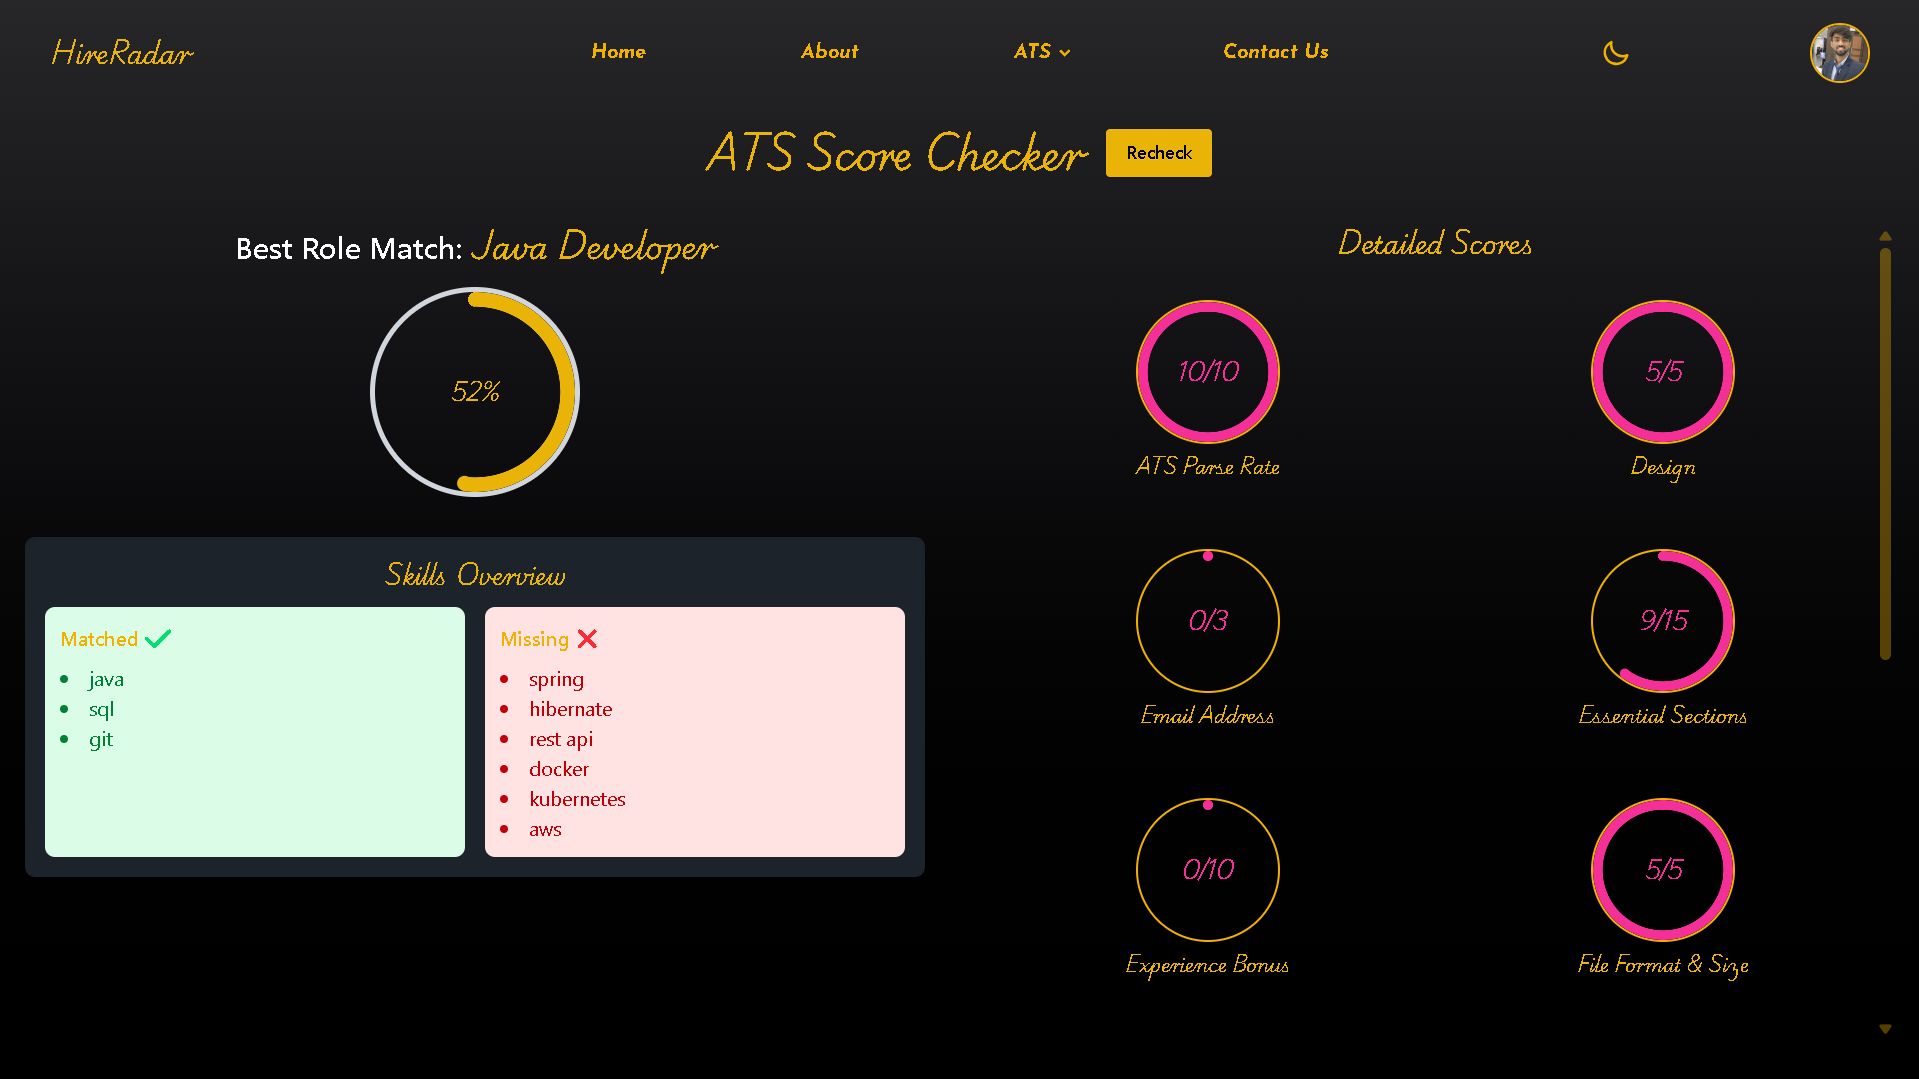 HireRadar
Home
About
ATS
Contact Us
ATS Score Checker
Recheck
Best Role Match: Java Developer
52%
Skills Overview
Matched
java
sql
git
Missing
spring
hibernate
rest api
docker
kubernetes
aws
Detailed Scores
10/10
ATS Parse Rate
5/5
Design
0/3
Email Address
9/15
Essential Sections
0/10
Experience Bonus
5/5
File Format & Size